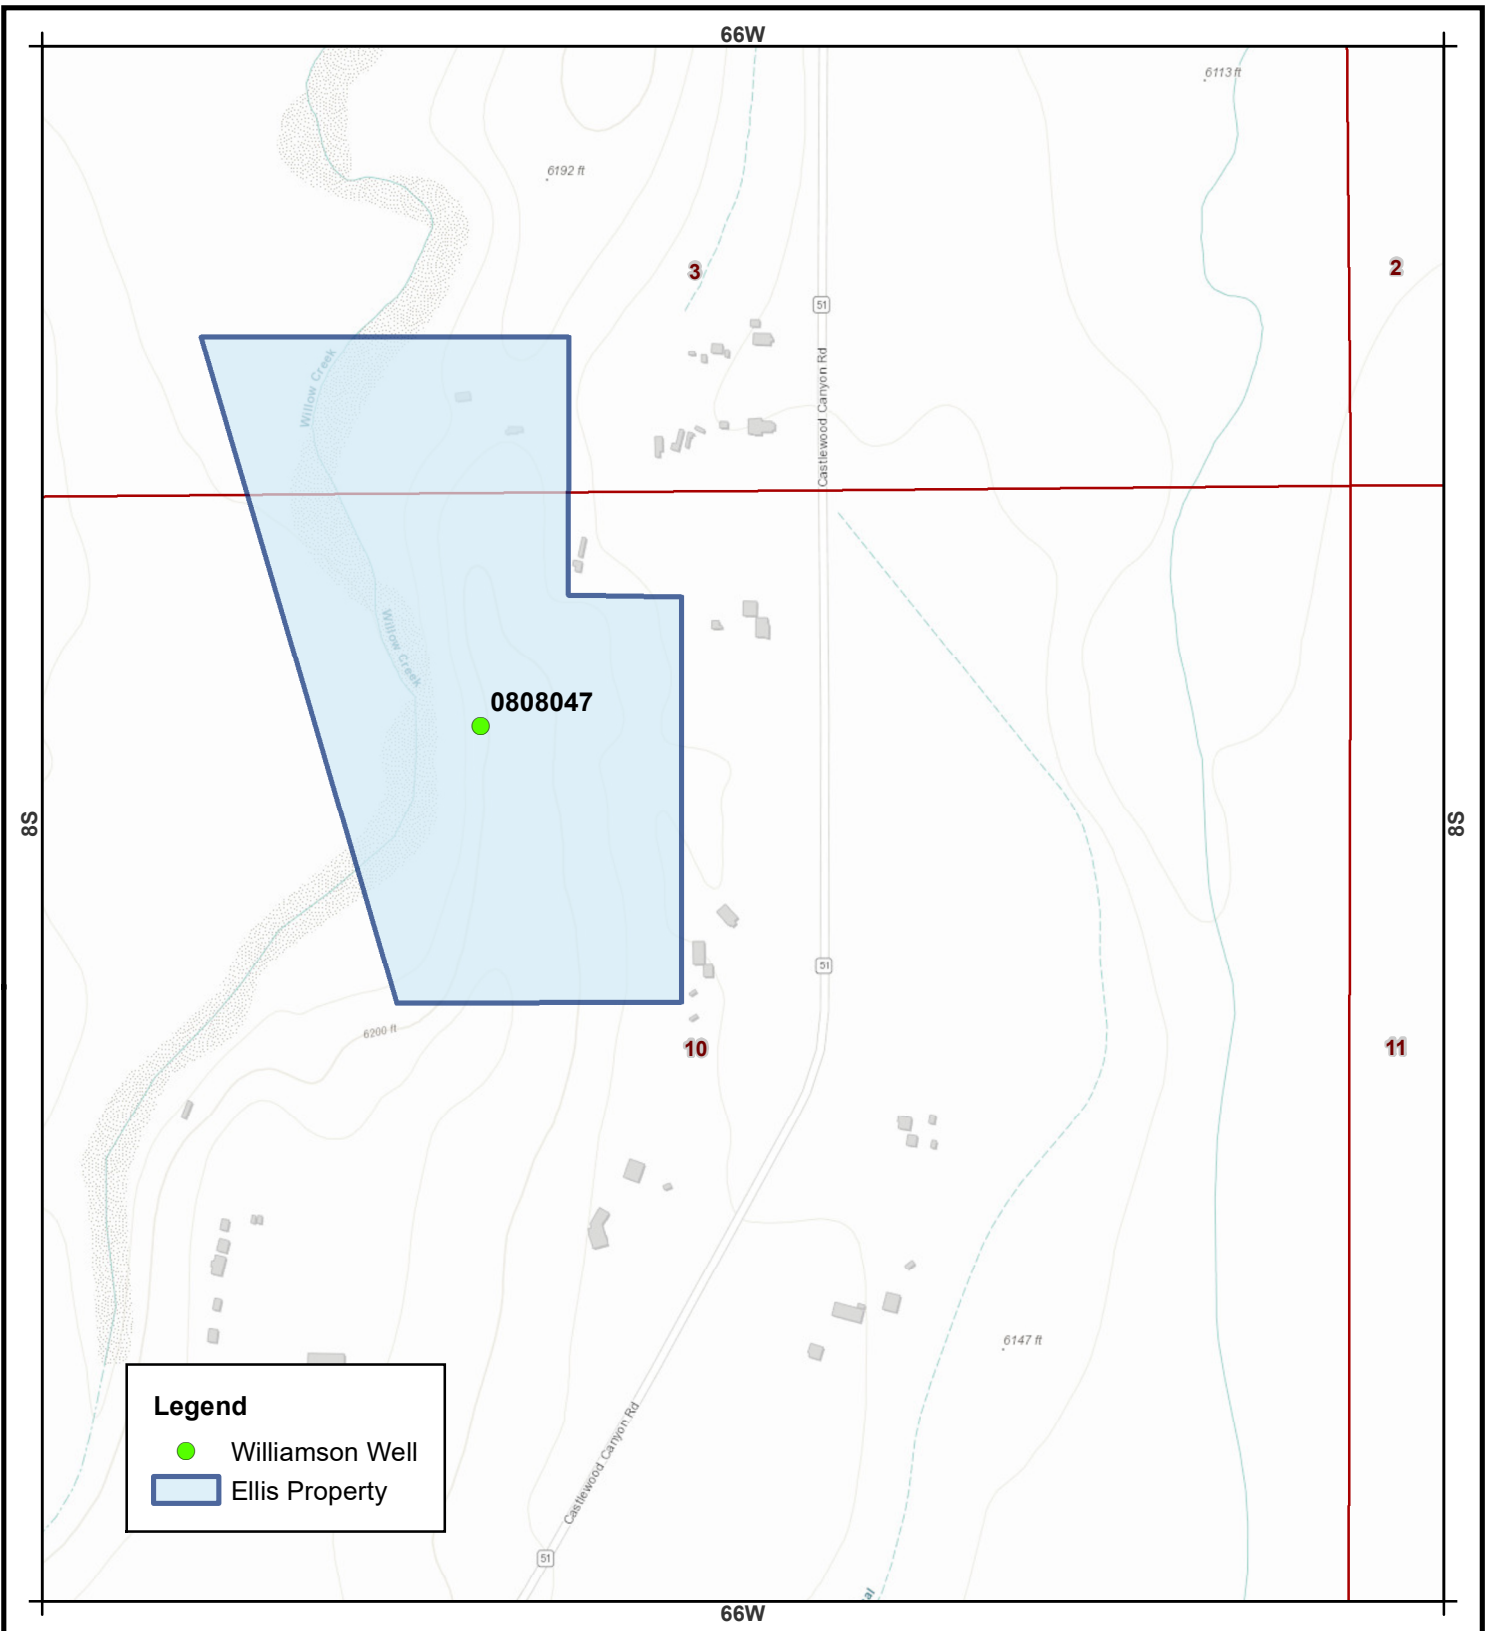 66W
6113 ft
6192 ft
3
2
51
Castlewood Canyon Rd
Willow Creek
Willow Creek
0808047
8S
8S
51
6200 ft
10
11
6147 ft
Castlewood Canyon Rd
51
al
Legend
Williamson Well
Ellis Property
66W